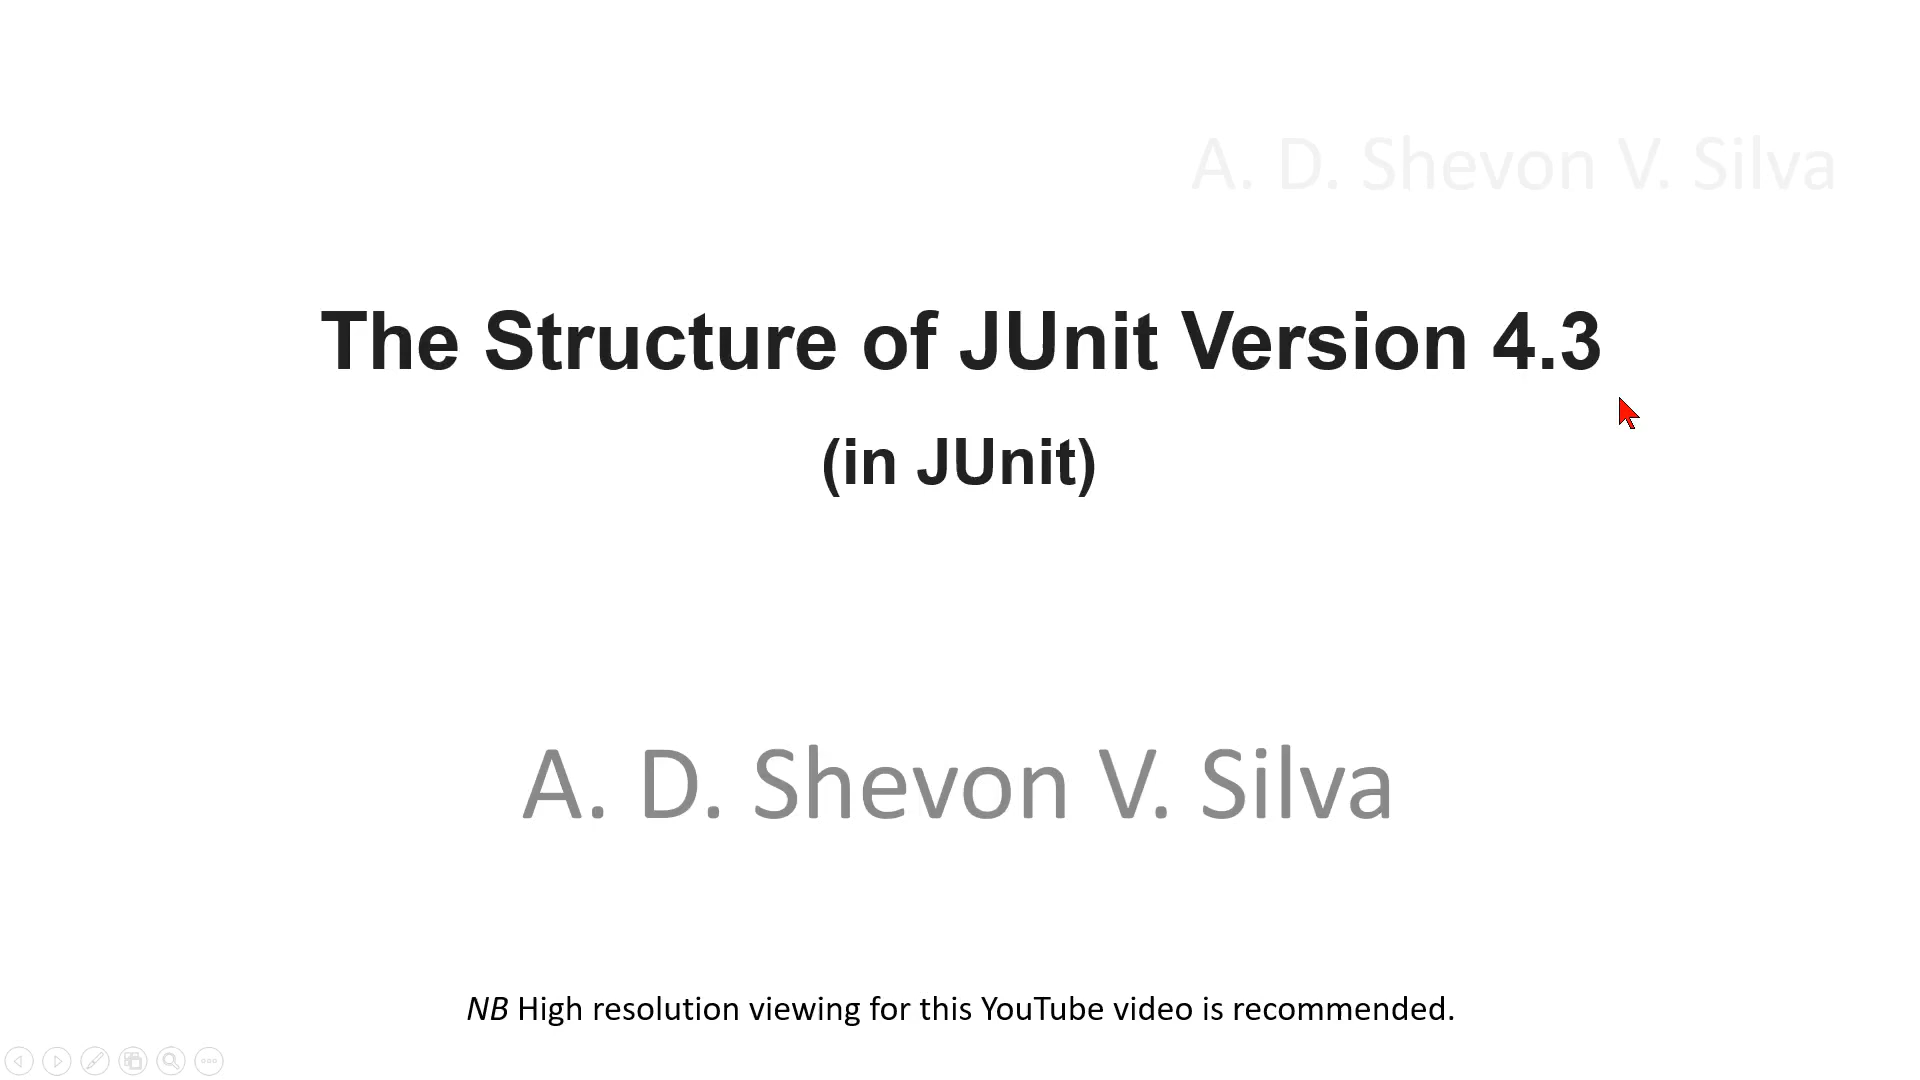 A. D. Shevon V. Silva
The Structure of JUnit Version 4.3
(in JUnit)
A. D. Shevon V. Silva
NB High resolution viewing for this YouTube video is recommended.